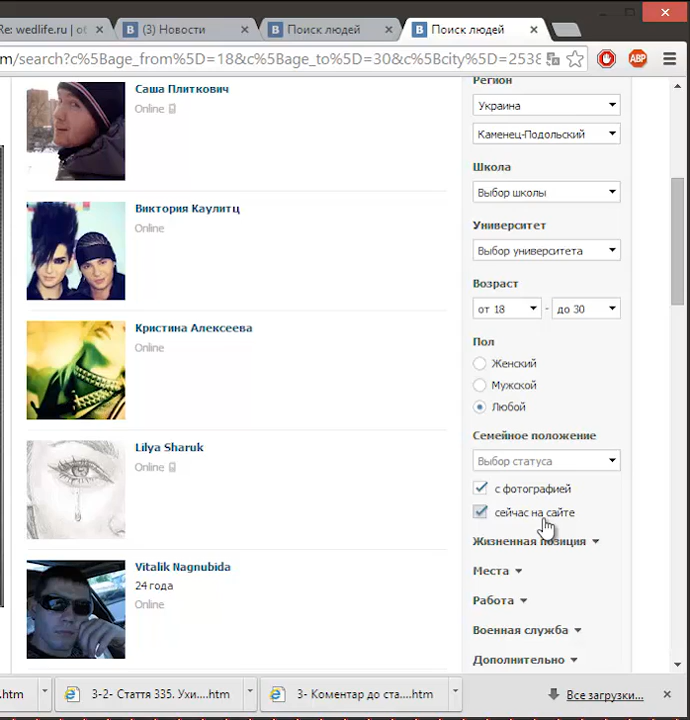 Re: wedlife.ru | об
(3) Новости
Поиск людей
Поиск людей
m/search?c%5Bage_from%5D=18&c%5Bage_to%5D=30&c%5Bcity%5D=2538
ABP
Саша Плиткович
Online
Виктория Каулитц
Online
Кристина Алексеева
Online
Lilya Sharuk
Online
Vitalik Nagnubida
24 года
Online
Регион
Украина
Каменец-Подольский
Школа
Выбор школы
Университет
Выбор университета
Возраст
от 18 - до 30
Пол
Женский
Мужской
Любой
Семейное положение
Выбор статуса
с фотографией
сейчас на сайте
Жизненная позиция
Места
Работа
Военная служба
Дополнительно
.htm
3-2- Стаття 335. Ухи....htm
3- Коментар до ста....htm
Все загрузки...